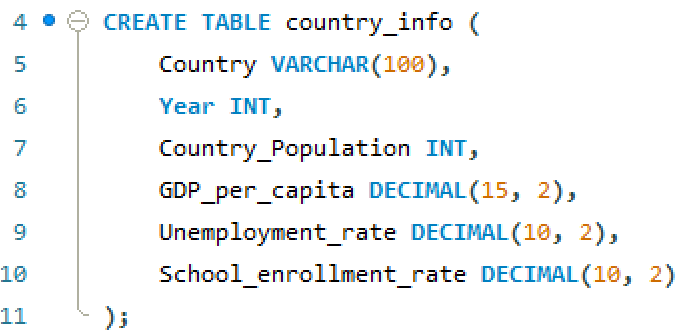 4 CREATE TABLE country_info (
5 Country VARCHAR(100),
6 Year INT,
7 Country_Population INT,
8 GDP_per_capita DECIMAL(15, 2),
9 Unemployment_rate DECIMAL(10, 2),
10 School_enrollment_rate DECIMAL(10, 2)
11 );